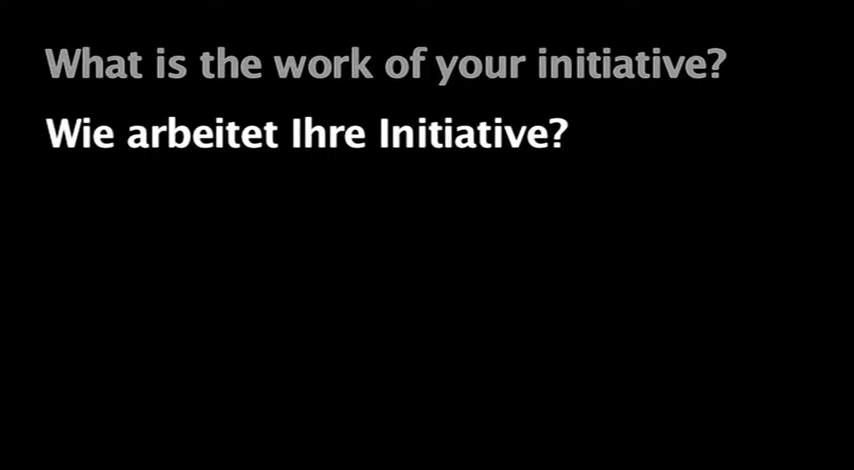 What is the work of your initiative?
Wie arbeitet Ihre Initiative?